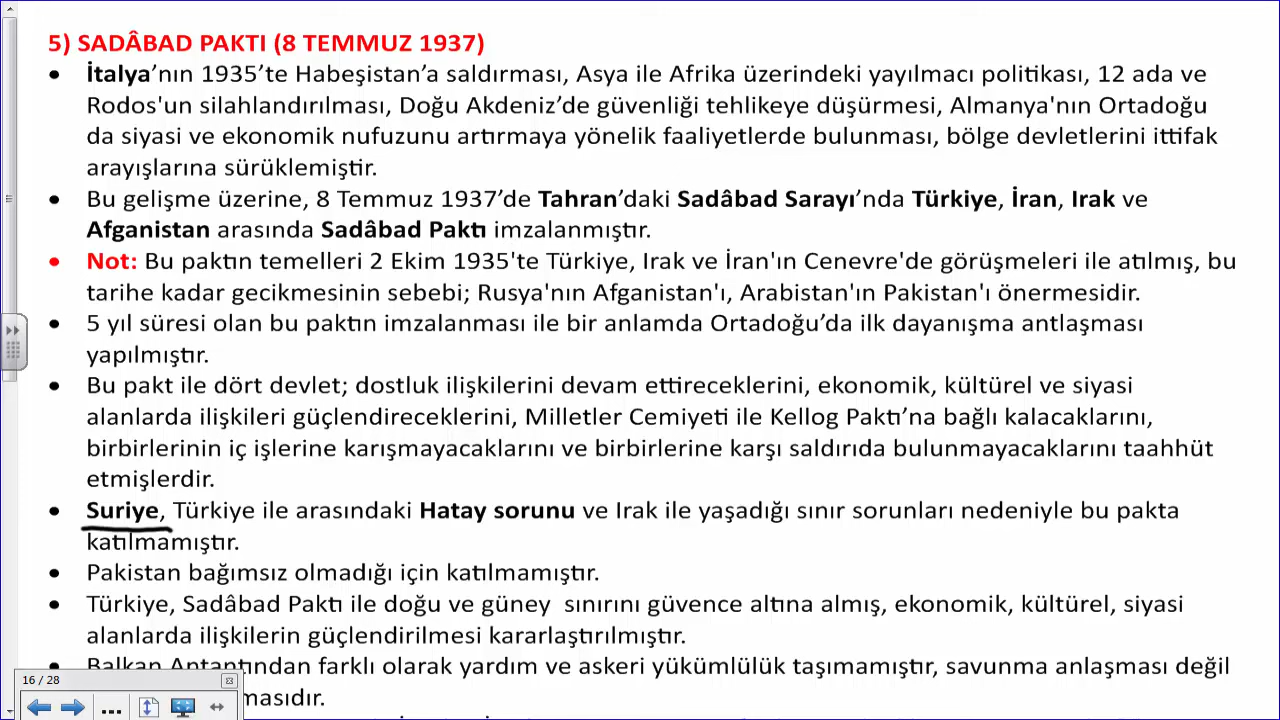 5) SADÂBAD PAKTI (8 TEMMUZ 1937)
• İtalya’nın 1935’te Habeşistan’a saldırması, Asya ile Afrika üzerindeki yayılmacı politikası, 12 ada ve
Rodos'un silahlandırılması, Doğu Akdeniz’de güvenliği tehlikeye düşürmesi, Almanya'nın Ortadoğu
da siyasi ve ekonomik nufuzunu artırmaya yönelik faaliyetlerde bulunması, bölge devletlerini ittifak
arayışlarına sürüklemiştir.
• Bu gelişme üzerine, 8 Temmuz 1937’de Tahran’daki Sadâbad Sarayı’nda Türkiye, İran, Irak ve
Afganistan arasında Sadâbad Paktı imzalanmıştır.
• Not: Bu paktın temelleri 2 Ekim 1935'te Türkiye, Irak ve İran'ın Cenevre'de görüşmeleri ile atılmış, bu
tarihe kadar gecikmesinin sebebi; Rusya'nın Afganistan'ı, Arabistan'ın Pakistan'ı önermesidir.
• 5 yıl süresi olan bu paktın imzalanması ile bir anlamda Ortadoğu’da ilk dayanışma antlaşması
yapılmıştır.
• Bu pakt ile dört devlet; dostluk ilişkilerini devam ettireceklerini, ekonomik, kültürel ve siyasi
alanlarda ilişkileri güçlendireceklerini, Milletler Cemiyeti ile Kellog Paktı’na bağlı kalacaklarını,
birbirlerinin iç işlerine karışmayacaklarını ve birbirlerine karşı saldırıda bulunmayacaklarını taahhüt
etmişlerdir.
• Suriye, Türkiye ile arasındaki Hatay sorunu ve Irak ile yaşadığı sınır sorunları nedeniyle bu pakta
katılmamıştır.
• Pakistan bağımsız olmadığı için katılmamıştır.
• Türkiye, Sadâbad Paktı ile doğu ve güney sınırını güvence altına almış, ekonomik, kültürel, siyasi
alanlarda ilişkilerin güçlendirilmesi kararlaştırılmıştır.
• Balkan Antantından farklı olarak yardım ve askeri yükümlülük taşımamıştır, savunma anlaşması değil
masıdır.
16 / 28